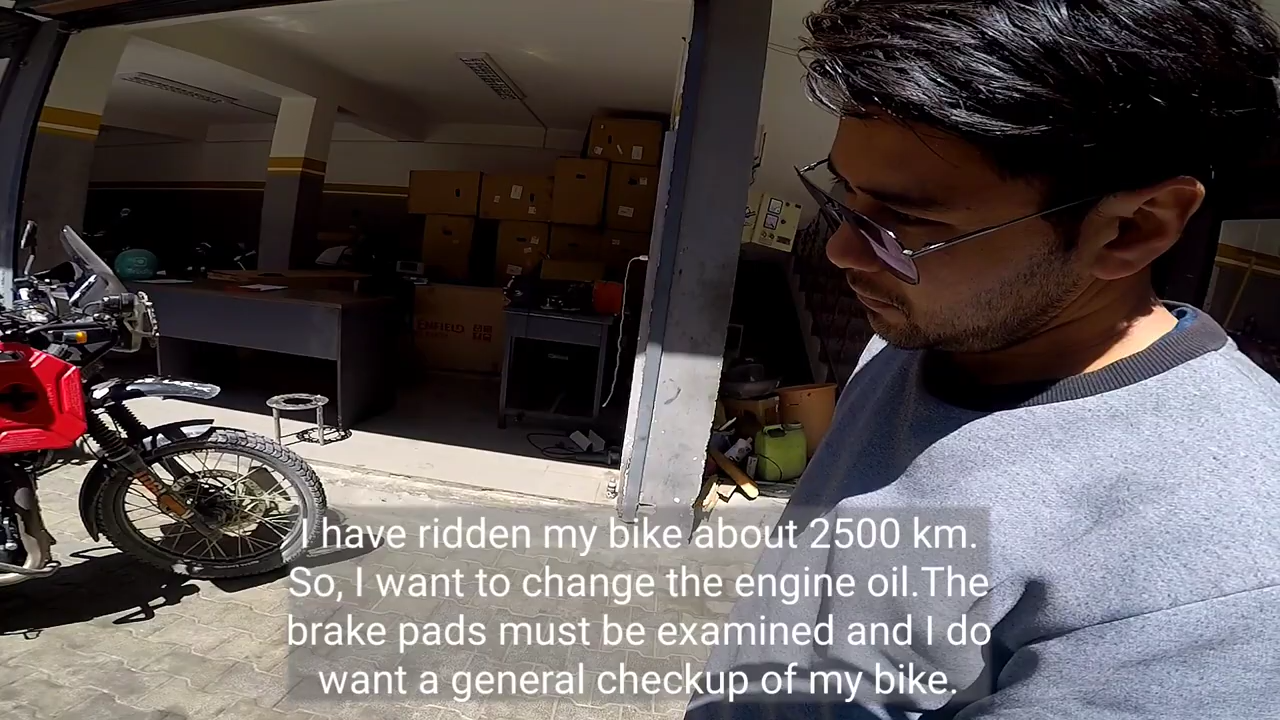 ENFIELD
I have ridden my bike about 2500 km.
So, I want to change the engine oil.The
brake pads must be examined and I do
want a general checkup of my bike.